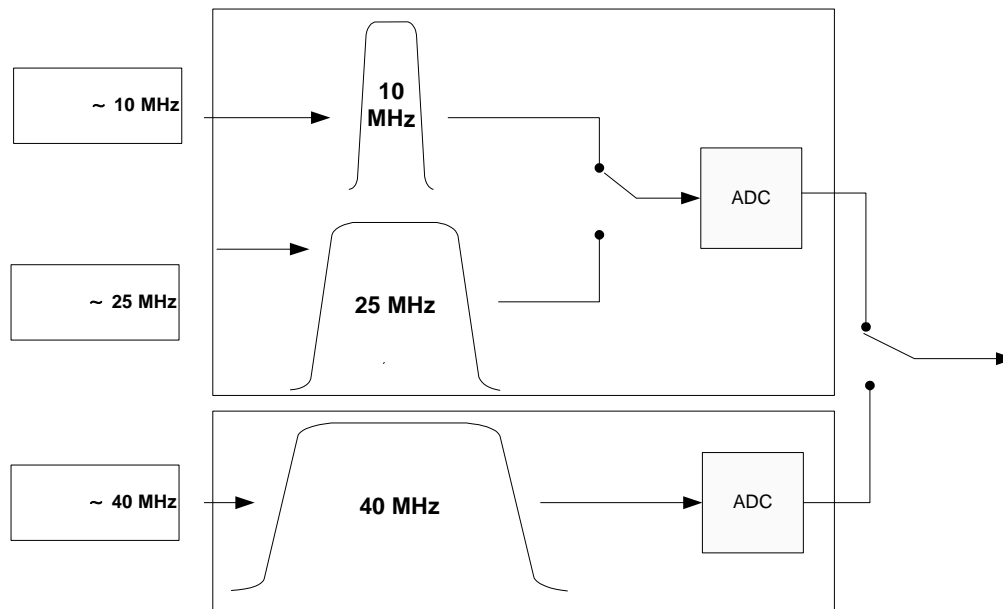 ~ 10 MHz
10
MHz
ADC
~ 25 MHz
25 MHz
~ 40 MHz
40 MHz
ADC